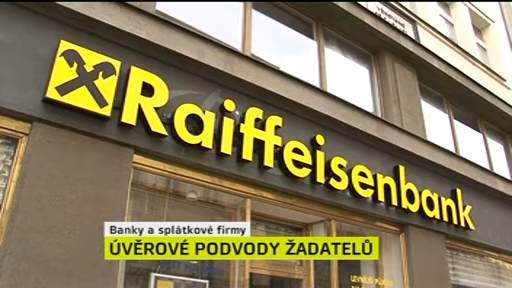 Raiffeisenbank
Banky a splátkové firmy
ÚVĚROVÉ PODVODY ŽADATELŮ